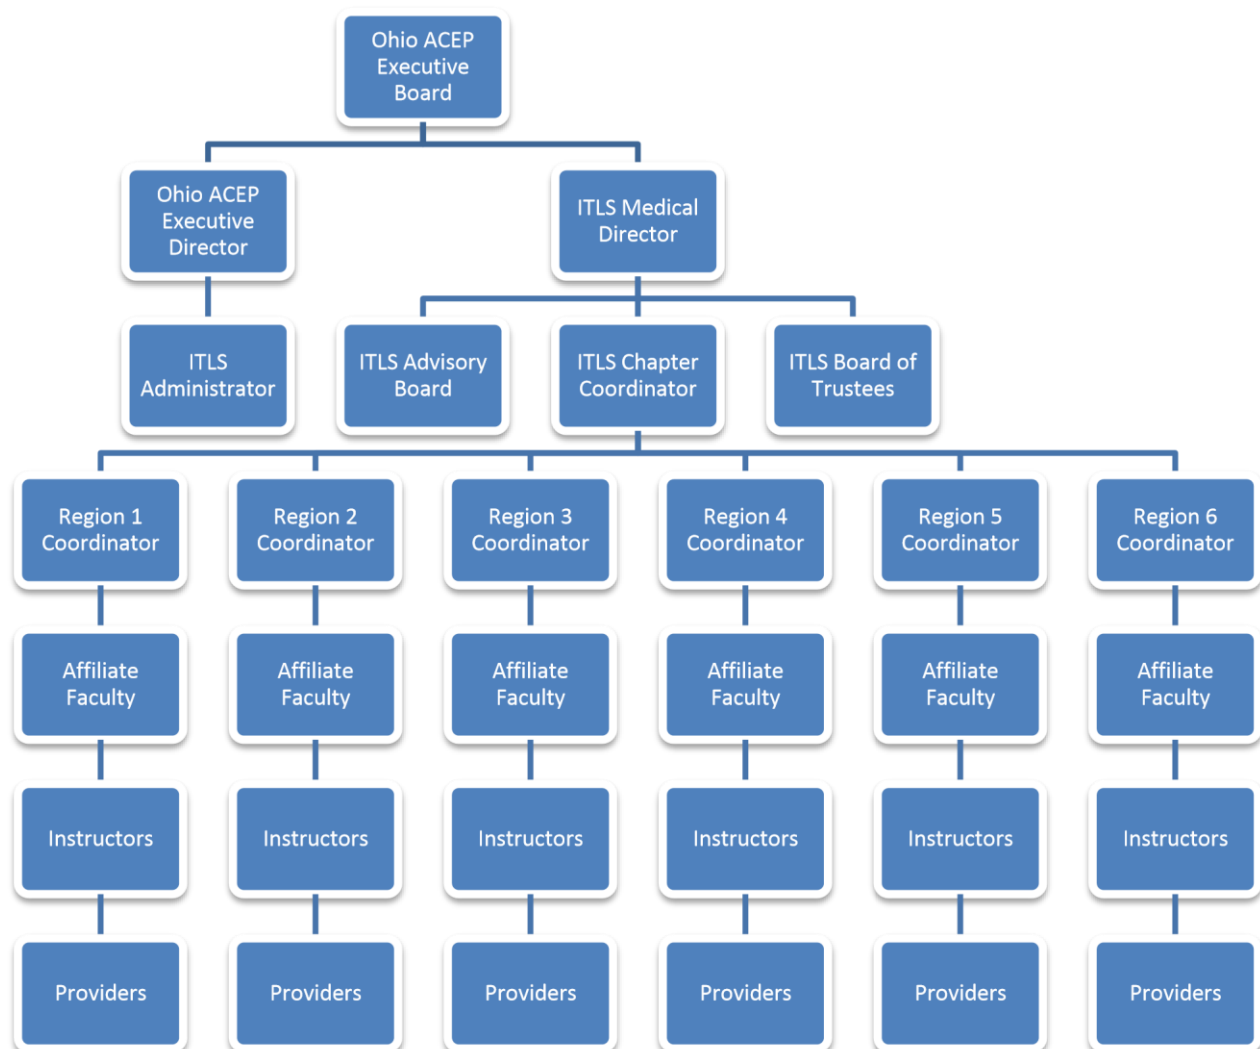 Ohio ACEP
Executive
Board
Ohio ACEP
Executive
Director
ITLS Medical
Director
ITLS
Administrator
ITLS Advisory
Board
ITLS Chapter
Coordinator
ITLS Board of
Trustees
Region 1
Coordinator
Region 2
Coordinator
Region 3
Coordinator
Region 4
Coordinator
Region 5
Coordinator
Region 6
Coordinator
Affiliate
Faculty
Affiliate
Faculty
Affiliate
Faculty
Affiliate
Faculty
Affiliate
Faculty
Affiliate
Faculty
Instructors
Instructors
Instructors
Instructors
Instructors
Instructors
Providers
Providers
Providers
Providers
Providers
Providers